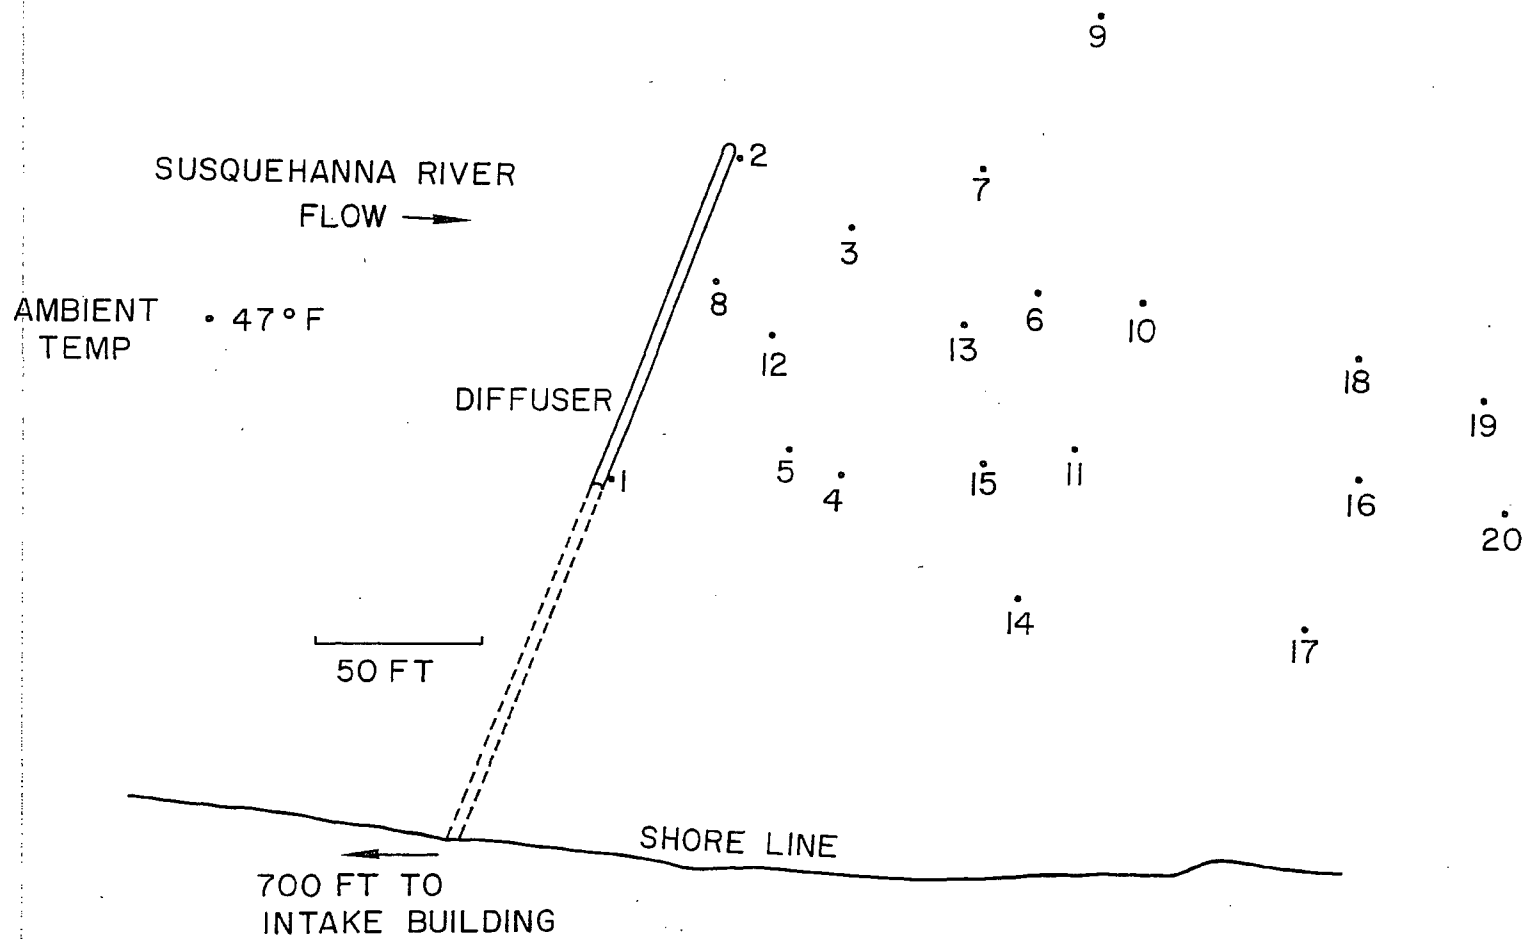 9
SUSQUEHANNA RIVER
FLOW
2
7
3
8
AMBIENT
TEMP
47°F
6
10
12
13
18
DIFFUSER
19
5
4
15
11
1
16
20
50 FT
14
17
SHORE LINE
700 FT TO
INTAKE BUILDING